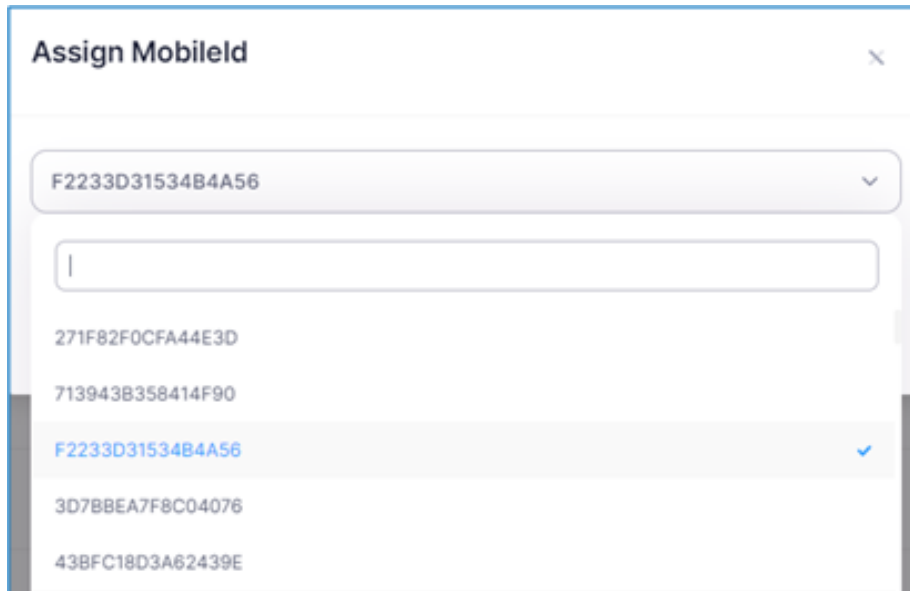 Assign MobileId
F2233D31534B4A56
271F82F0CFA44E3D
713943B358414F90
F2233D31534B4A56
3D7BBEA7F8C04076
43BFC18D3A62439E